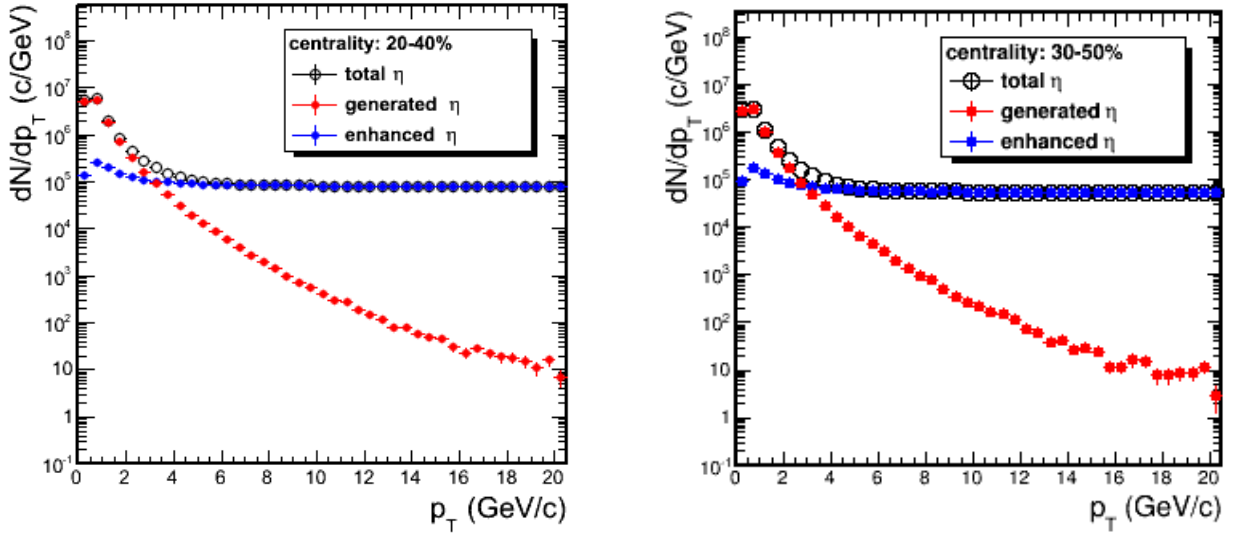 centrality: 20-40%
total η
generated η
enhanced η
dN/dp_T (c/GeV)
10^8
10^7
10^6
10^5
10^4
10^3
10^2
10
1
10^-1
0 2 4 6 8 10 12 14 16 18 20
p_T (GeV/c)
centrality: 30-50%
total η
generated η
enhanced η
dN/dp_T (c/GeV)
10^8
10^7
10^6
10^5
10^4
10^3
10^2
10
1
10^-1
0 2 4 6 8 10 12 14 16 18 20
p_T (GeV/c)